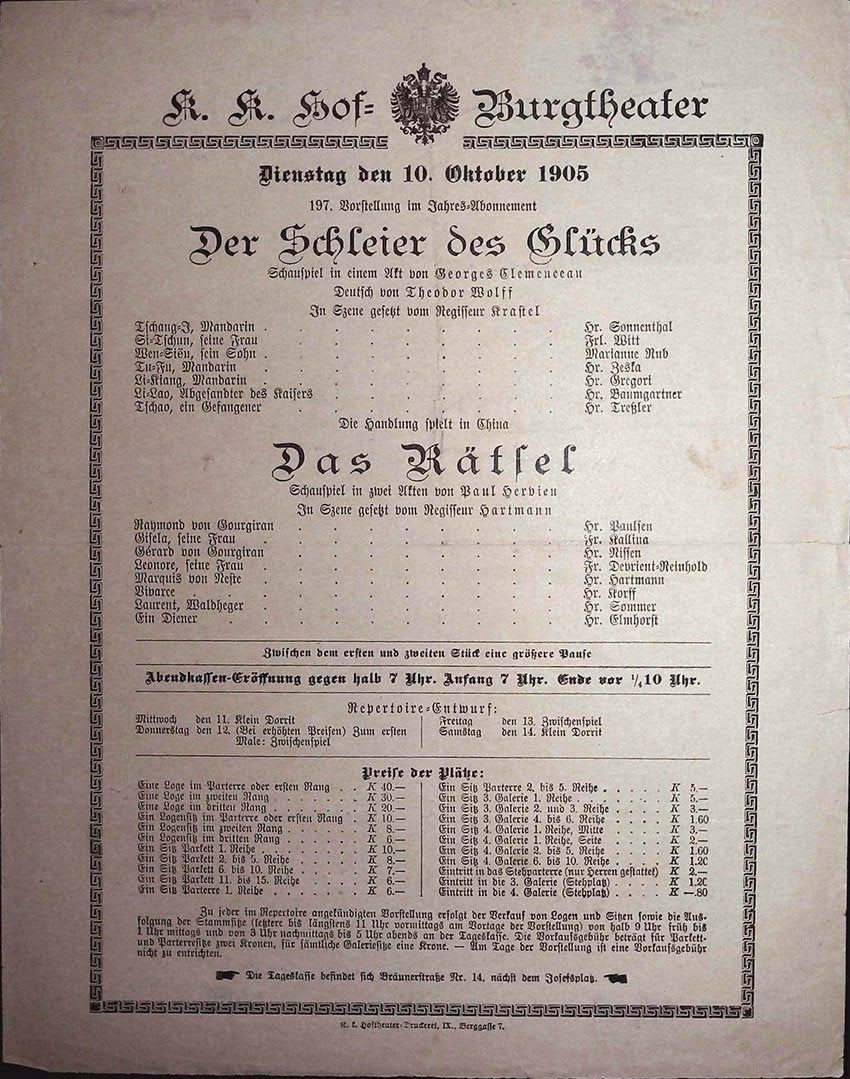 K. K. Hof= Burgtheater
Dienstag den 10. Oktober 1905
197. Vorstellung im Jahres-Abonnement
Der Schleier des Glücks
Schauspiel in einem Akt von Georges Clemenceau
Deutsch von Theodor Wolff
In Szene gesetzt vom Regisseur Krastel
Tschang=J, Mandarin . . . . . . . . . Hr. Sonnenthal
Si=Tschun, seine Frau . . . . . . . . . Frl. Witt
Wen=Siëu, sein Sohn . . . . . . . . . Marianne Rub
Tu=Fu, Mandarin . . . . . . . . . Hr. Zeska
Li=Kiang, Mandarin . . . . . . . . . Hr. Gregori
Li=Lao, Abgesandter des Kaisers . . . . . . . . Hr. Baumgartner
Tschao, ein Gefangener . . . . . . . . . Hr. Treßler
Die Handlung spielt in China
Das Rätsel
Schauspiel in zwei Akten von Paul Hervieu
In Szene gesetzt vom Regisseur Hartmann
Raymond von Gourgiran . . . . . . . . Hr. Paulsen
Gisela, seine Frau . . . . . . . . . Fr. Kallina
Gérard von Gourgiran . . . . . . . . . Hr. Nissen
Leonore, seine Frau . . . . . . . . . Fr. Devrient=Reinhold
Marquis von Neste . . . . . . . . . Hr. Hartmann
Vivarce . . . . . . . . . . Hr. Korff
Laurent, Waldheger . . . . . . . . . Hr. Sommer
Ein Diener . . . . . . . . . . Hr. Elmhorst
Zwischen dem ersten und zweiten Stück eine größere Pause
Abendkassen=Eröffnung gegen halb 7 Uhr. Anfang 7 Uhr. Ende vor 1/4 10 Uhr.
Repertoire=Entwurf:
Mittwoch den 11. Klein Dorrit
Donnerstag den 12. (Bei erhöhten Preisen) Zum ersten
Male: Zwischenspiel
Freitag den 13. Zwischenspiel
Samstag den 14. Klein Dorrit
Preise der Plätze:
Eine Loge im Parterre oder ersten Rang . . K 40.—
Eine Loge im zweiten Rang . . . . . . . K 30.—
Eine Loge im dritten Rang . . . . . . . K 20.—
Ein Logensitz im Parterre oder ersten Rang . K 10.—
Ein Logensitz im zweiten Rang . . . . . . K 8.—
Ein Logensitz im dritten Rang . . . . . . K 6.—
Ein Sitz Parkett 1. Reihe . . . . . . . K 10.—
Ein Sitz Parkett 2. bis 5. Reihe . . . . . K 8.—
Ein Sitz Parkett 6. bis 10. Reihe . . . . . K 7.—
Ein Sitz Parkett 11. bis 15. Reihe . . . . . K 6.—
Ein Sitz Parterre 1. Reihe . . . . . . . K 6.—
Ein Sitz Parterre 2. bis 5. Reihe . . . . . K 5.—
Ein Sitz 3. Galerie 1. Reihe . . . . . . K 5.—
Ein Sitz 3. Galerie 2. und 3. Reihe . . . . K 3.—
Ein Sitz 3. Galerie 4. bis 6. Reihe . . . . K 1.60
Ein Sitz 4. Galerie 1. Reihe, Mitte . . . . K 3.—
Ein Sitz 4. Galerie 1. Reihe, Seite . . . . K 2.—
Ein Sitz 4. Galerie 2. bis 5. Reihe . . . . K 1.60
Ein Sitz 4. Galerie 6. bis 10. Reihe . . . . K 1.20
Eintritt in das Stehparterre (nur Herren gestattet) K 2.—
Eintritt in die 3. Galerie (Stehplatz) . . . . K 1.20
Eintritt in die 4. Galerie (Stehplatz) . . . . K —.80
Zu jeder im Repertoire angekündigten Vorstellung erfolgt der Verkauf von Logen und Sitzen sowie die Aus=
folgung der Stammsitze (letztere bis längstens 11 Uhr vormittags am Vortage der Vorstellung) von halb 9 Uhr früh bis
1 Uhr mittags und von 3 Uhr nachmittags bis 5 Uhr abends an der Tageskasse. Die Vorkaufsgebühr beträgt für Parkett=
und Parterresitze zwei Kronen, für sämtliche Galeriesitze eine Krone. — Am Tage der Vorstellung ist eine Vorkaufsgebühr
nicht zu entrichten.
Die Tageskasse befindet sich Bräunerstraße Nr. 14, nächst dem Josefsplatz.
K. k. Hoftheater=Druckerei, IX., Berggasse 7.